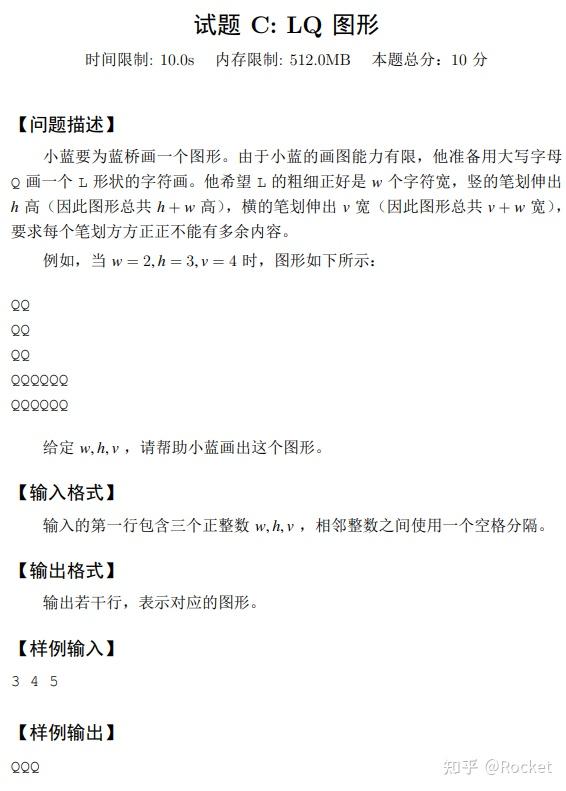 试题 C: LQ 图形
时间限制: 10.0s 内存限制: 512.0MB 本题总分：10 分
【问题描述】
小蓝要为蓝桥画一个图形。由于小蓝的画图能力有限，他准备用大写字母
Q 画一个 L 形状的字符画。他希望 L 的粗细正好是 w 个字符宽，竖的笔划伸出
h 高（因此图形总共 h + w 高），横的笔划伸出 v 宽（因此图形总共 v + w 宽），
要求每个笔划方方正正不能有多余内容。
例如，当 w = 2, h = 3, v = 4 时，图形如下所示：
QQ
QQ
QQ
QQQQQQ
QQQQQQ
给定 w, h, v ，请帮助小蓝画出这个图形。
【输入格式】
输入的第一行包含三个正整数 w, h, v ，相邻整数之间使用一个空格分隔。
【输出格式】
输出若干行，表示对应的图形。
【样例输入】
3 4 5
【样例输出】
QQQ
知乎 @Rocket